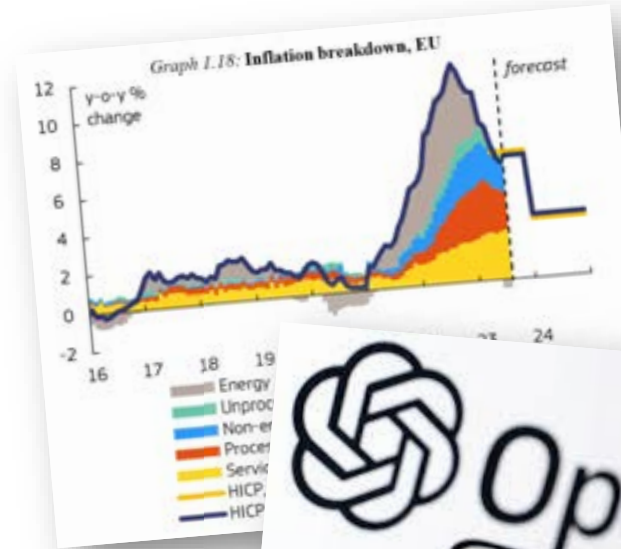 Graph 1.18: Inflation breakdown, EU
y-o-y %
change
forecast
12
10
8
6
4
2
0
-2
16 17 18 19 23 24
Energy
Unproc
Non-e
Proce
Servic
HICP,
HICP
Op